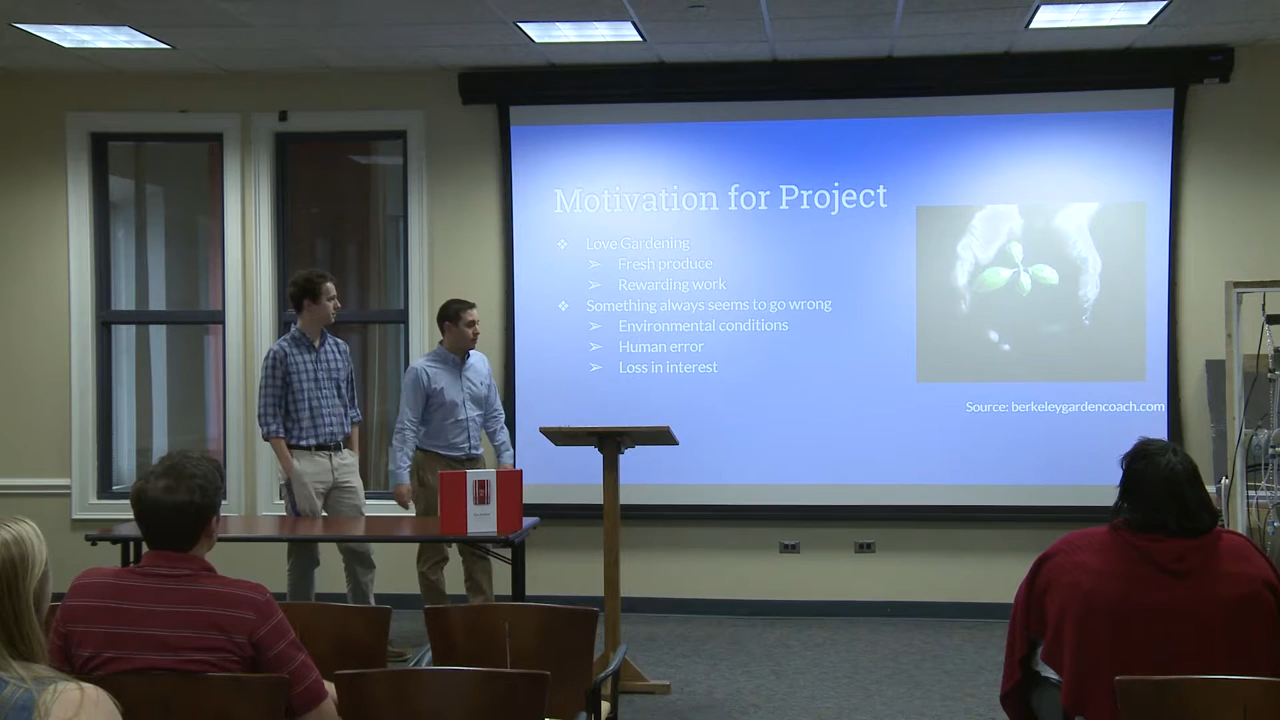 Motivation for Project
❖ Love Gardening
➢ Fresh produce
➢ Rewarding work
❖ Something always seems to go wrong
➢ Environmental conditions
➢ Human error
➢ Loss in interest
Source: berkeleygardencoach.com